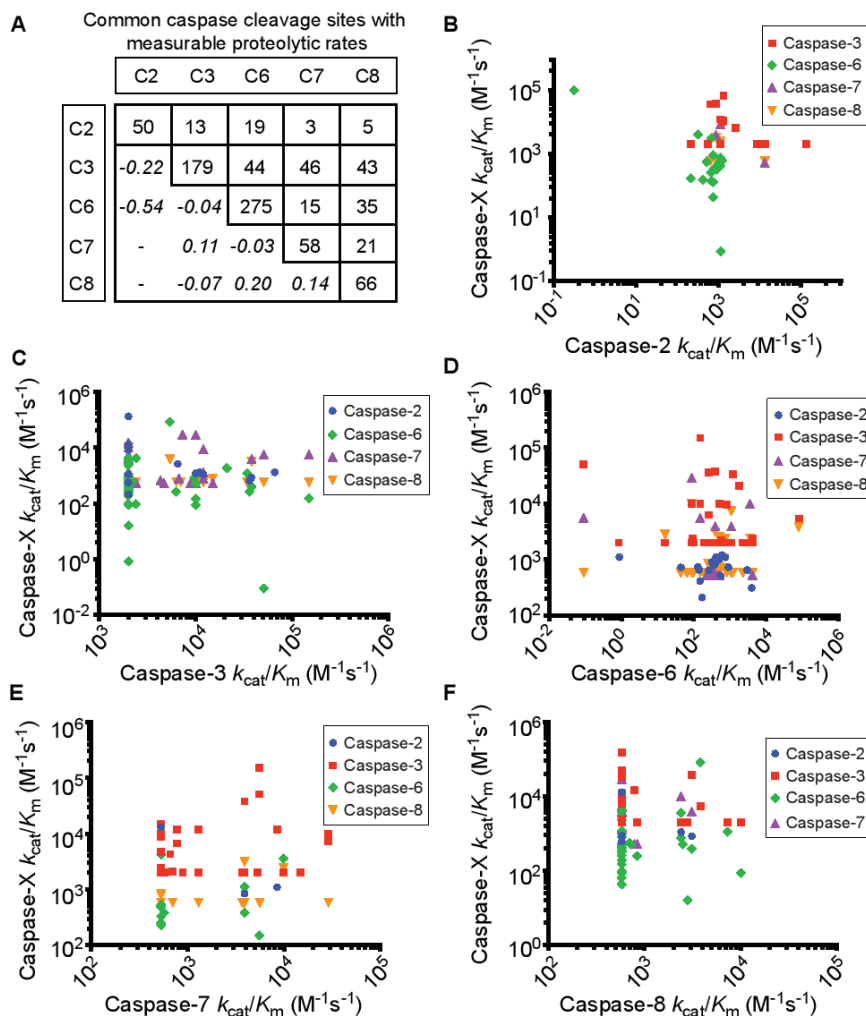 A
Common caspase cleavage sites with
measurable proteolytic rates
C2 C3 C6 C7 C8
C2 50 13 19 3 5
C3 -0.22 179 44 46 43
C6 -0.54 -0.04 275 15 35
C7 - 0.11 -0.03 58 21
C8 - -0.07 0.20 0.14 66
B
Caspase-X kcat/Km (M-1s-1)
10^5
10^3
10^1
10^-1
10^-1 10^1 10^3 10^5
Caspase-2 kcat/Km (M-1s-1)
Caspase-3
Caspase-6
Caspase-7
Caspase-8
C
Caspase-X kcat/Km (M-1s-1)
10^6
10^4
10^2
10^0
10^-2
10^3 10^4 10^5 10^6
Caspase-3 kcat/Km (M-1s-1)
Caspase-2
Caspase-6
Caspase-7
Caspase-8
D
Caspase-X kcat/Km (M-1s-1)
10^6
10^5
10^4
10^3
10^2
10^-2 10^0 10^2 10^4 10^6
Caspase-6 kcat/Km (M-1s-1)
Caspase-2
Caspase-3
Caspase-7
Caspase-8
E
Caspase-X kcat/Km (M-1s-1)
10^6
10^5
10^4
10^3
10^2
10^2 10^3 10^4 10^5
Caspase-7 kcat/Km (M-1s-1)
Caspase-2
Caspase-3
Caspase-6
Caspase-8
F
Caspase-X kcat/Km (M-1s-1)
10^6
10^4
10^2
10^0
10^2 10^3 10^4 10^5
Caspase-8 kcat/Km (M-1s-1)
Caspase-2
Caspase-3
Caspase-6
Caspase-7